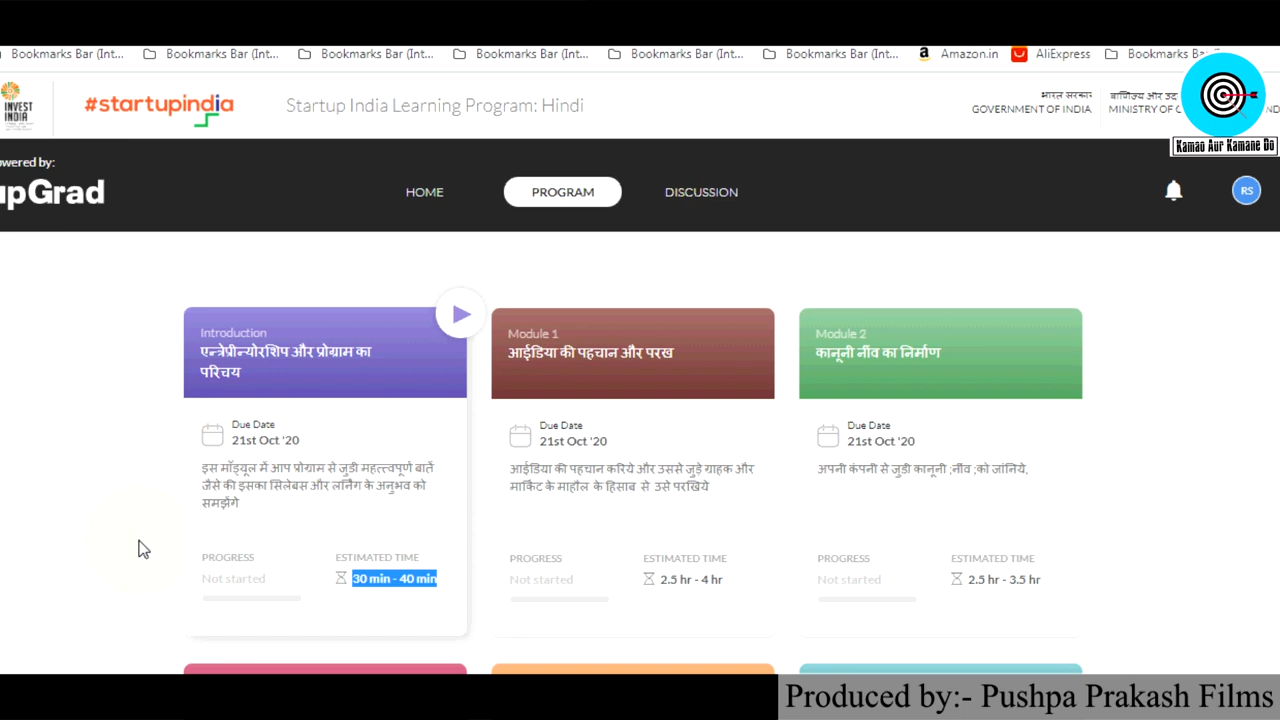 Bookmarks Bar (Int... Bookmarks Bar (Int... Bookmarks Bar (Int... Bookmarks Bar (Int... Bookmarks Bar (Int... Bookmarks Bar (Int... Amazon.in AliExpress Bookmarks Ba
INVEST
INDIA
#startupindia
Startup India Learning Program: Hindi
भारत सरकार
GOVERNMENT OF INDIA
वाणिज्य और उद
MINISTRY OF C
Kamao Aur Kamane Do
owered by:
upGrad
HOME
PROGRAM
DISCUSSION
RS
Introduction
एन्त्रेप्रीन्योरशिप और प्रोग्राम का
परिचय
Due Date
21st Oct '20
इस मॉड्यूल में आप प्रोग्राम से जुडी महत्त्वपूर्ण बातें
जैसे की इसका सिलेबस और लर्निंग के अनुभव को
समझेंगे
PROGRESS
Not started
ESTIMATED TIME
30 min - 40 min
Module 1
आईडिया की पहचान और परख
Due Date
21st Oct '20
आईडिया की पहचान करिये और उससे जुड़े ग्राहक और
मार्किट के माहौल के हिसाब से उसे परखिये
PROGRESS
Not started
ESTIMATED TIME
2.5 hr - 4 hr
Module 2
कानूनी नींव का निर्माण
Due Date
21st Oct '20
अपनी कंपनी से जुडी कानूनी ;नींव ;को जांनिये,
PROGRESS
Not started
ESTIMATED TIME
2.5 hr - 3.5 hr
Produced by:- Pushpa Prakash Films